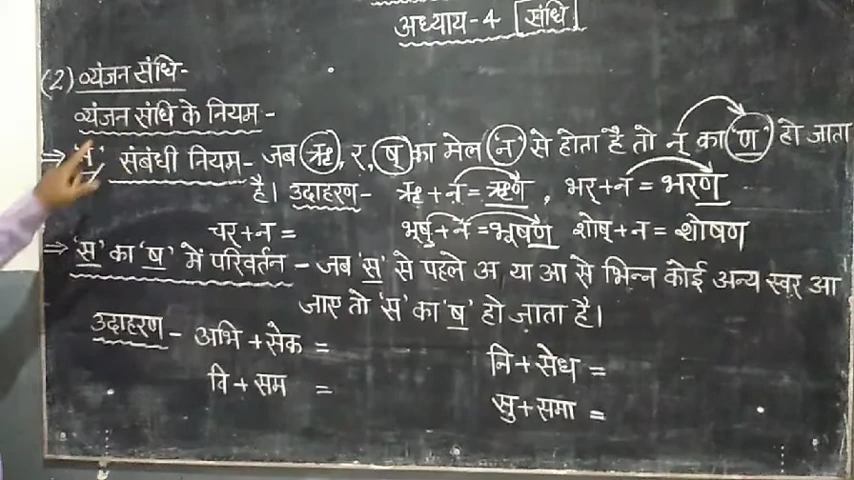 अध्याय-4 संधि
(2) व्यंजन संधि-
व्यंजन संधि के नियम-
⇒ 'न' संबंधी नियम- जब ऋ, र, ष् का मेल 'न' से होता है तो न् का 'ण' हो जाता
है। उदाहरण- ऋ+न = ऋण , भर्+न = भरण
चर्+न = भूषु+न = भूषण शोष्+न = शोषण
⇒ 'स' का 'ष' में परिवर्तन - जब 'स' से पहले अ या आ से भिन्न कोई अन्य स्वर आ
जाए तो 'स' का 'ष' हो जाता है।
उदाहरण- अभि + सेक = नि + सेध =
वि + सम = सु + समा =